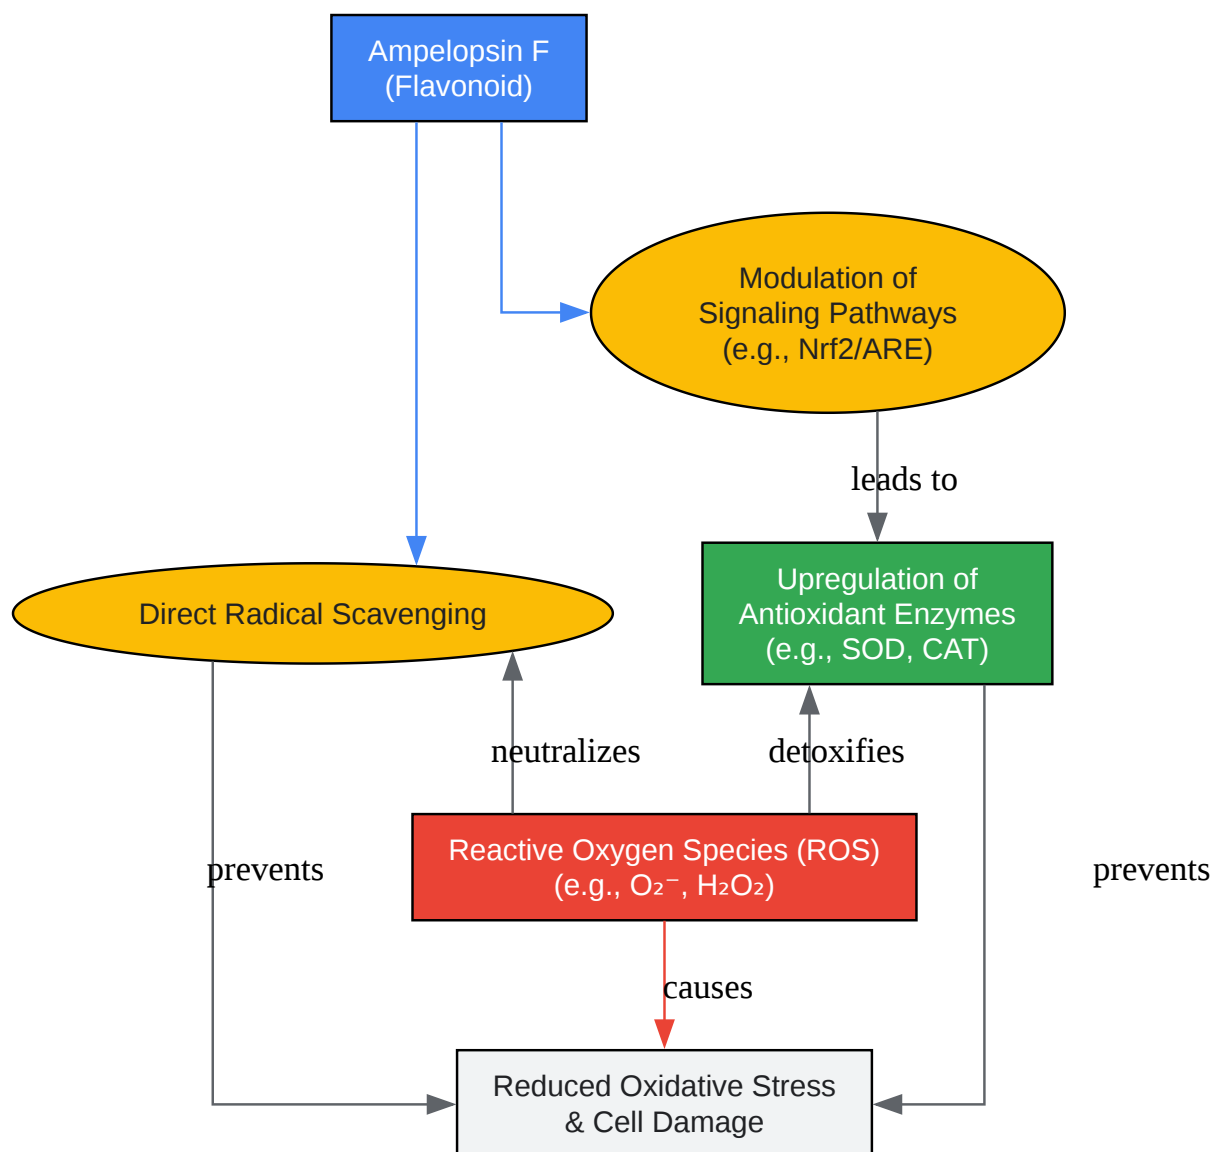 Ampelopsin F
(Flavonoid)
Modulation of
Signaling Pathways
(e.g., Nrf2/ARE)
leads to
Upregulation of
Antioxidant Enzymes
(e.g., SOD, CAT)
Direct Radical Scavenging
neutralizes
detoxifies
Reactive Oxygen Species (ROS)
(e.g., O₂⁻, H₂O₂)
prevents
prevents
causes
Reduced Oxidative Stress
& Cell Damage